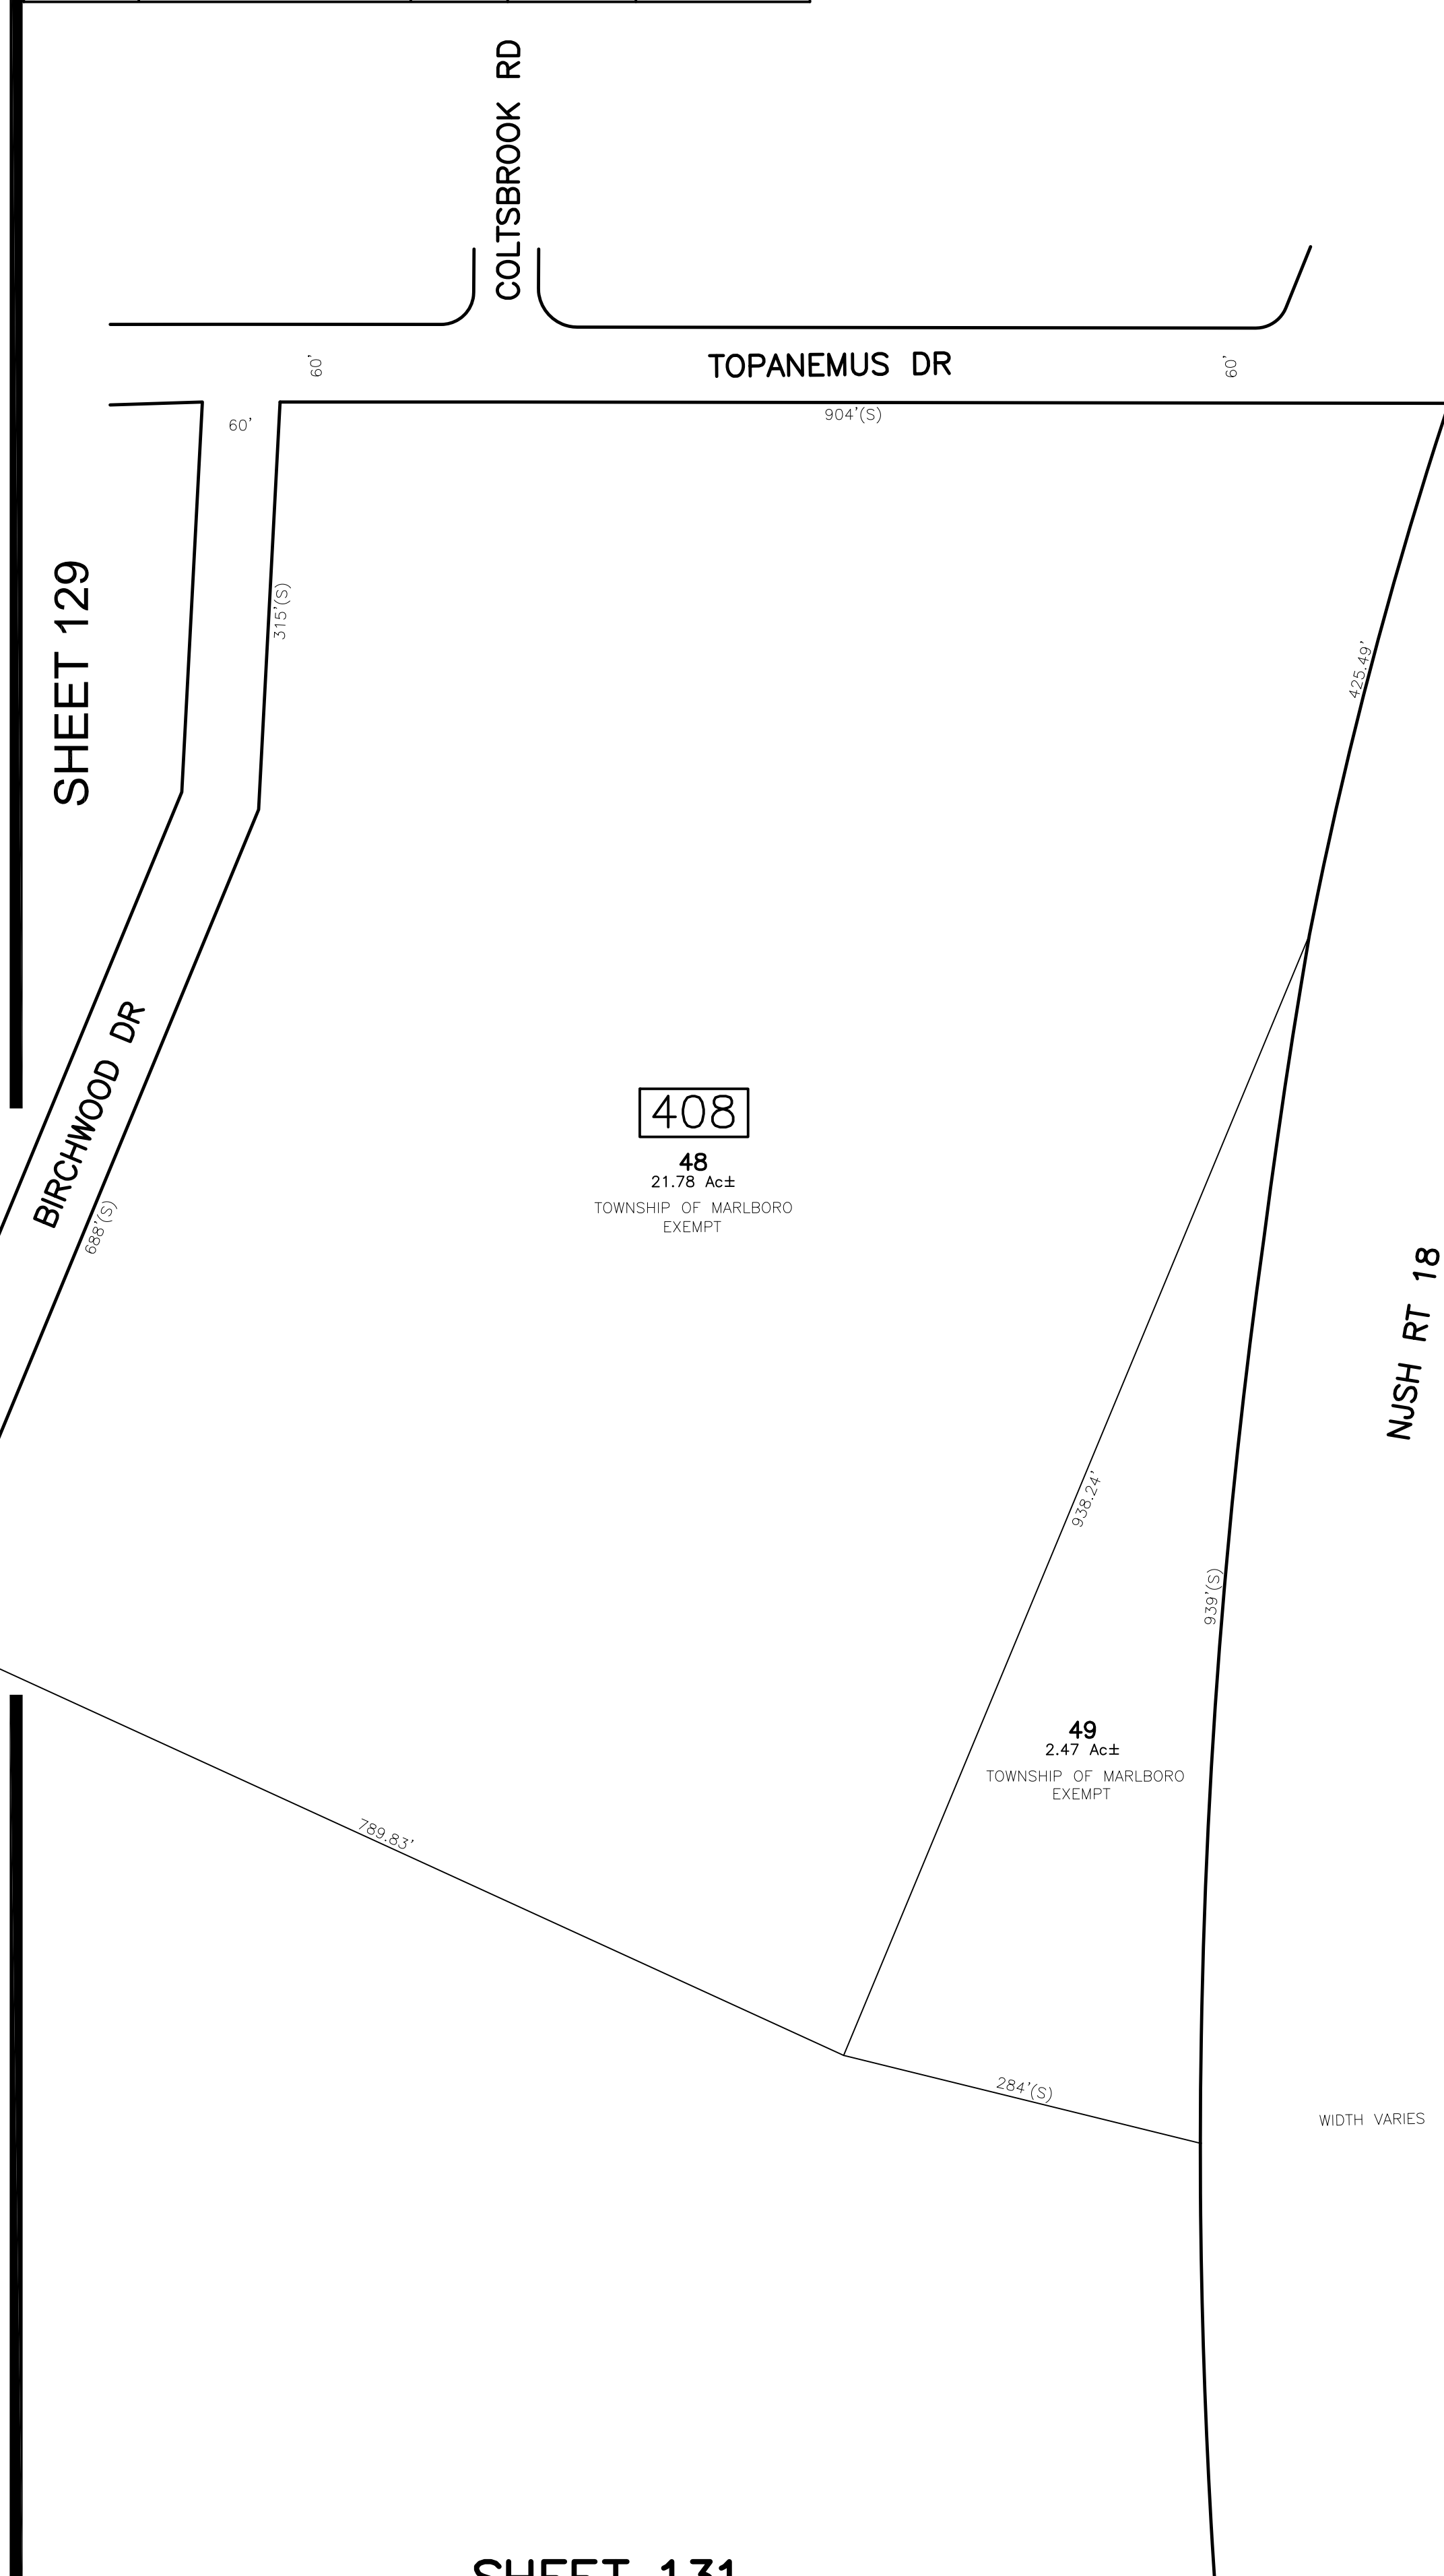 COLTSBROOK RD
60'
TOPANEMUS DR
60'
60'
904'(S)
SHEET 129
315'(S)
425.49'
BIRCHWOOD DR
408
48
21.78 Ac±
TOWNSHIP OF MARLBORO
EXEMPT
688'(S)
NJSH RT 18
938.24'
939'(S)
49
2.47 Ac±
TOWNSHIP OF MARLBORO
EXEMPT
789.83'
284'(S)
WIDTH VARIES
SHEET 131